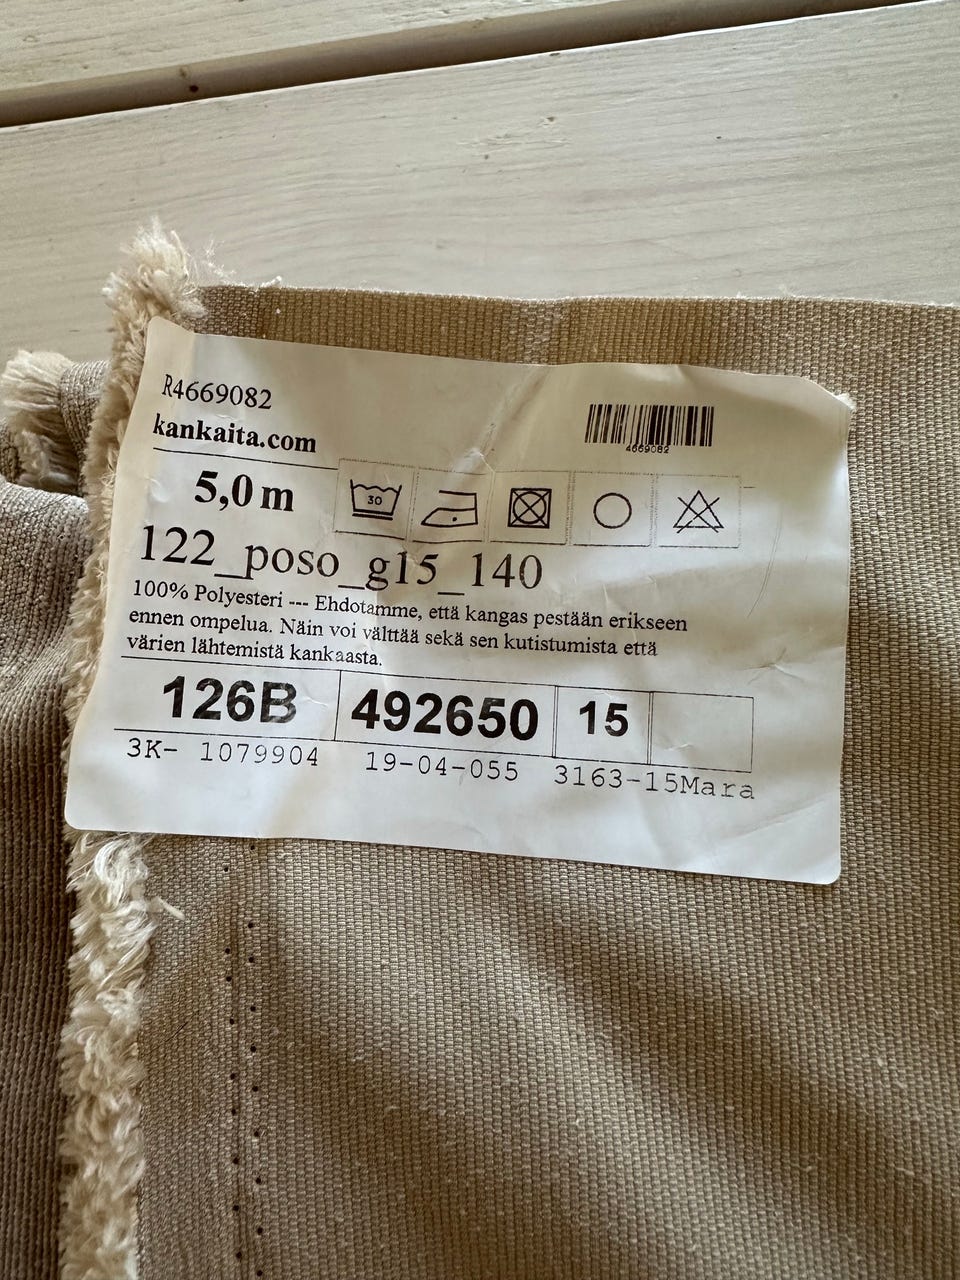 R4669082
kankaita.com
4669082
5,0 m
30
122_poso_g15_140
100% Polyesteri --- Ehdotamme, että kangas pestään erikseen
ennen ompelua. Näin voi välttää sekä sen kutistumista että
värien lähtemistä kankaasta.
126B 492650 15
3K- 1079904 19-04-055 3163-15Mara